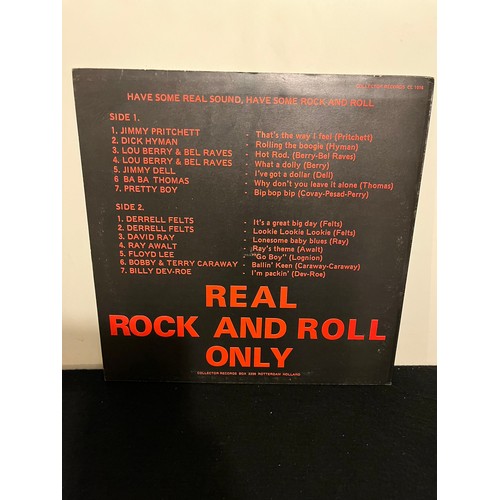 COLLECTOR RECORDS CC 1016
HAVE SOME REAL SOUND, HAVE SOME ROCK AND ROLL
SIDE 1.
1. JIMMY PRITCHETT - That's the way I feel (Pritchett)
2. DICK HYMAN - Rolling the boogie (Hyman)
3. LOU BERRY & BEL RAVES - Hot Rod. (Berry-Bel Raves)
4. LOU BERRY & BEL RAVES - What a dolly (Berry)
5. JIMMY DELL - I've got a dollar (Dell)
6 BA BA THOMAS - Why don't you leave it alone (Thomas)
7. PRETTY BOY - Bip bop bip (Covay-Pasad-Perry)
SIDE 2.
1. DERRELL FELTS - It's a great big day (Felts)
2. DERRELL FELTS - Lookie Lookie Lookie (Felts)
3. DAVID RAY - Lonesome baby blues (Ray)
4. RAY AWALT - Ray's theme (Awalt)
5. FLOYD LEE - "Go Boy" (Lognion)
6. BOBBY & TERRY CARAWAY - Ballin' Keen (Caraway-Caraway)
7. BILLY DEV-ROE - I'm packin' (Dev-Roe)
REAL
ROCK AND ROLL
ONLY
COLLECTOR RECORDS BOX ROTTERDAM HOLLAND